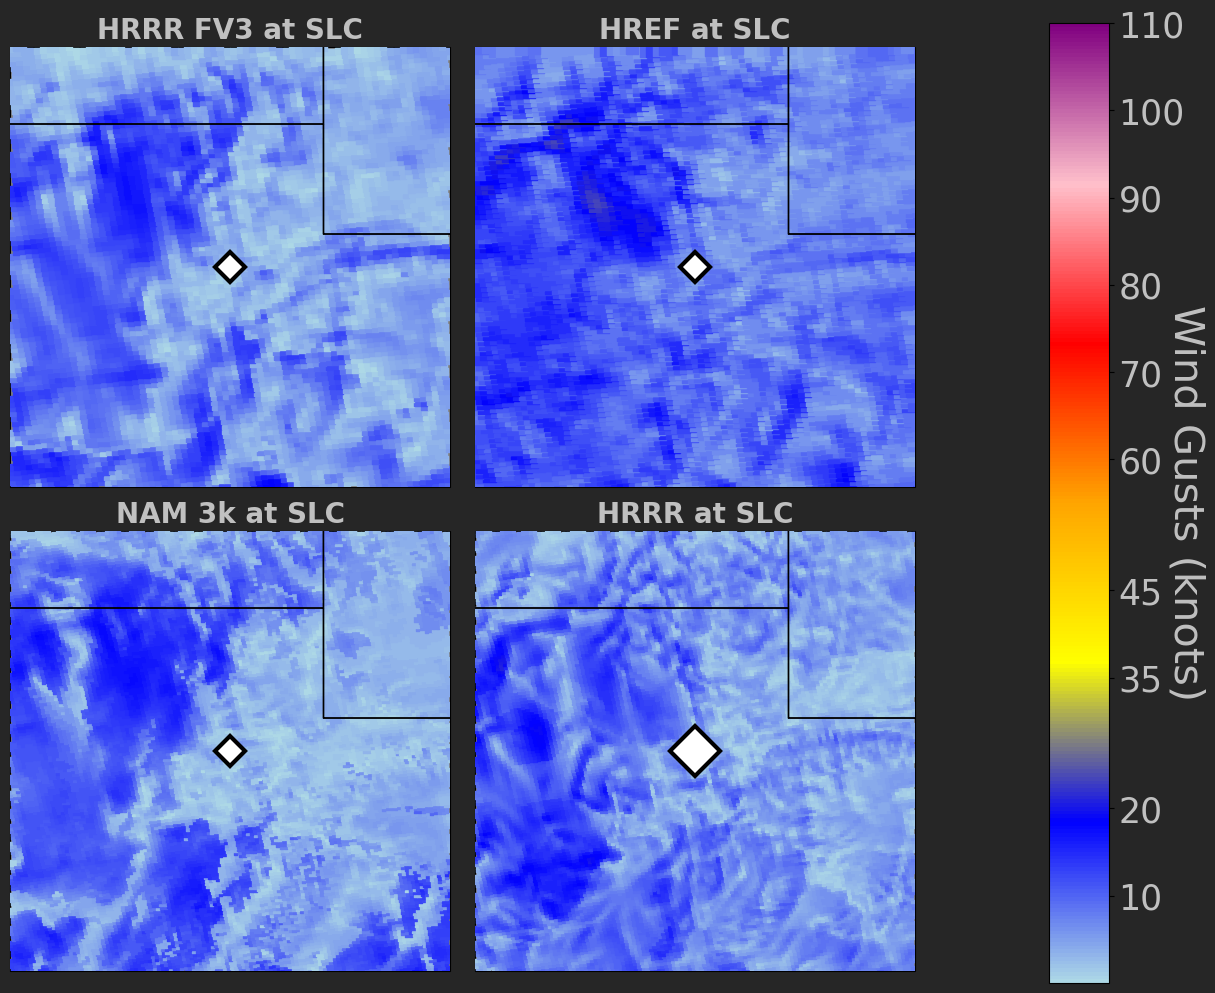 HRRR FV3 at SLC
HREF at SLC
NAM 3k at SLC
HRRR at SLC
110
100
90
80
70
60
45
35
20
10
Wind Gusts (knots)